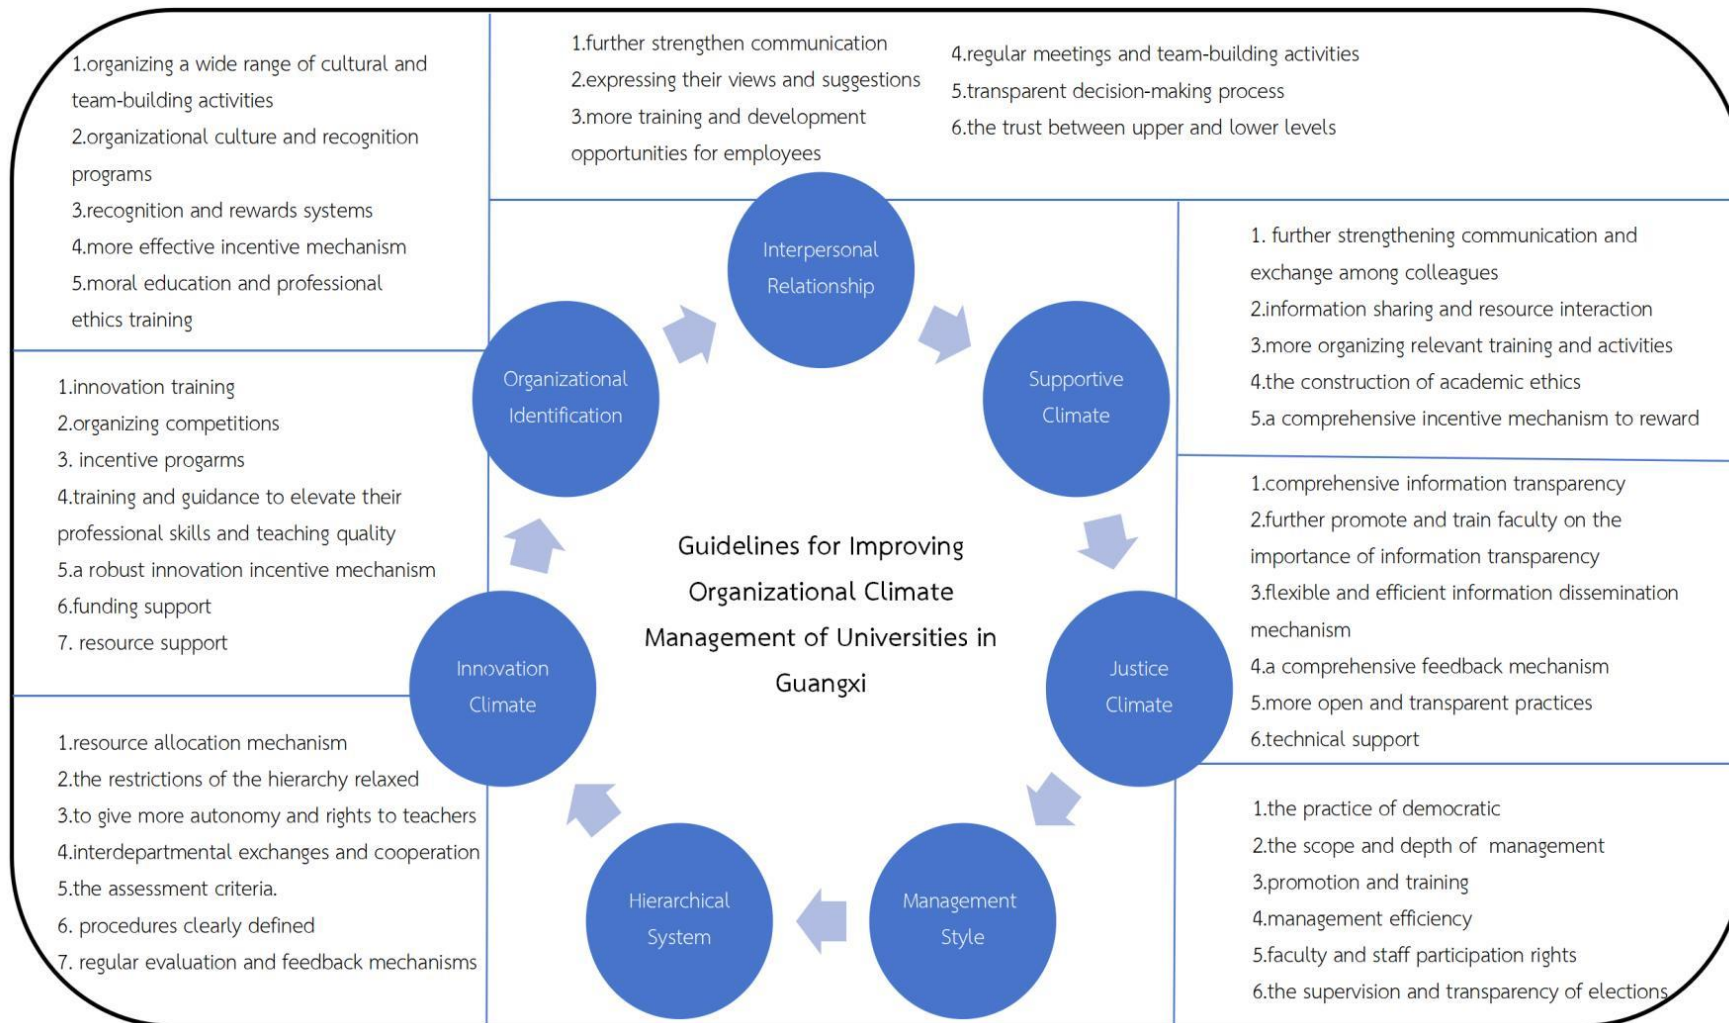 1.organizing a wide range of cultural and
team-building activities
2.organizational culture and recognition
programs
3.recognition and rewards systems
4.more effective incentive mechanism
5.moral education and professional
ethics training
1.further strengthen communication
2.expressing their views and suggestions
3.more training and development
opportunities for employees
4.regular meetings and team-building activities
5.transparent decision-making process
6.the trust between upper and lower levels
Interpersonal
Relationship
1. further strengthening communication and
exchange among colleagues
2.information sharing and resource interaction
3.more organizing relevant training and activities
4.the construction of academic ethics
5.a comprehensive incentive mechanism to reward
Organizational
Identification
Supportive
Climate
1.innovation training
2.organizing competitions
3. incentive progarms
4.training and guidance to elevate their
professional skills and teaching quality
5.a robust innovation incentive mechanism
6.funding support
7. resource support
Guidelines for Improving
Organizational Climate
Management of Universities in
Guangxi
1.comprehensive information transparency
2.further promote and train faculty on the
importance of information transparency
3.flexible and efficient information dissemination
mechanism
4.a comprehensive feedback mechanism
5.more open and transparent practices
6.technical support
Innovation
Climate
Justice
Climate
1.resource allocation mechanism
2.the restrictions of the hierarchy relaxed
3.to give more autonomy and rights to teachers
4.interdepartmental exchanges and cooperation
5.the assessment criteria.
6. procedures clearly defined
7. regular evaluation and feedback mechanisms
Hierarchical
System
Management
Style
1.the practice of democratic
2.the scope and depth of  management
3.promotion and training
4.management efficiency
5.faculty and staff participation rights
6.the supervision and transparency of elections